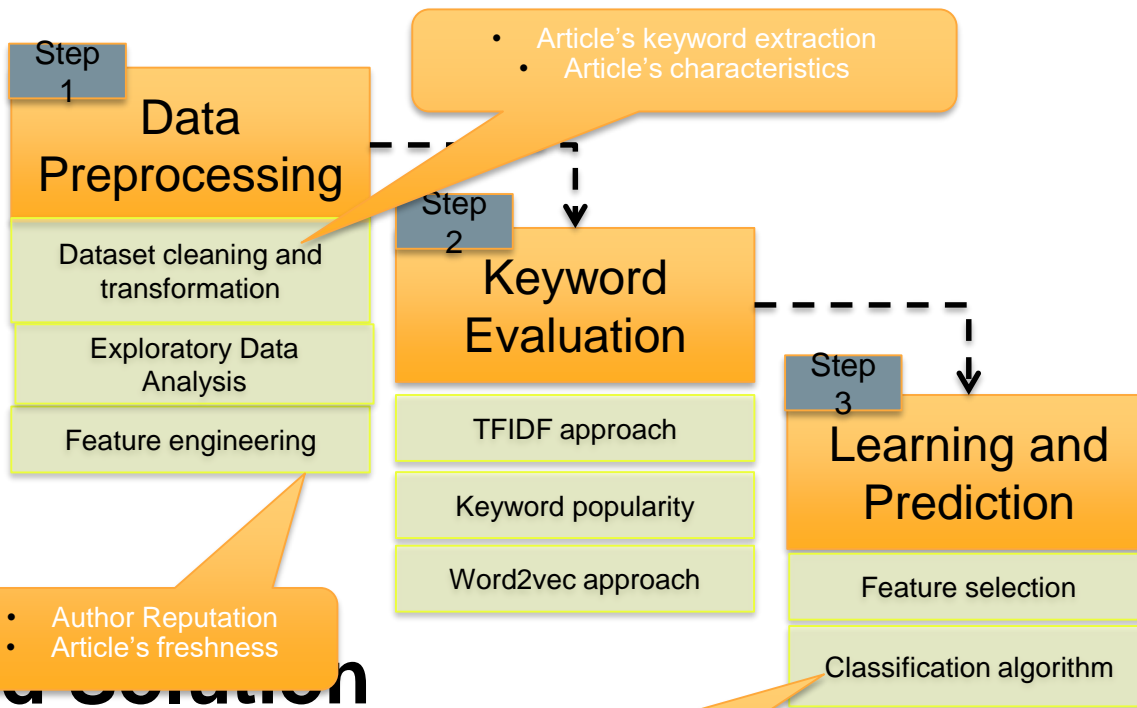 Step
1
Data
Preprocessing
Dataset cleaning and
transformation
Exploratory Data
Analysis
Feature engineering
• Article's keyword extraction
• Article's characteristics
Step
2
Keyword
Evaluation
TFIDF approach
Keyword popularity
Word2vec approach
Step
3
Learning and
Prediction
Feature selection
Classification algorithm
• Author Reputation
• Article's freshness
Solution